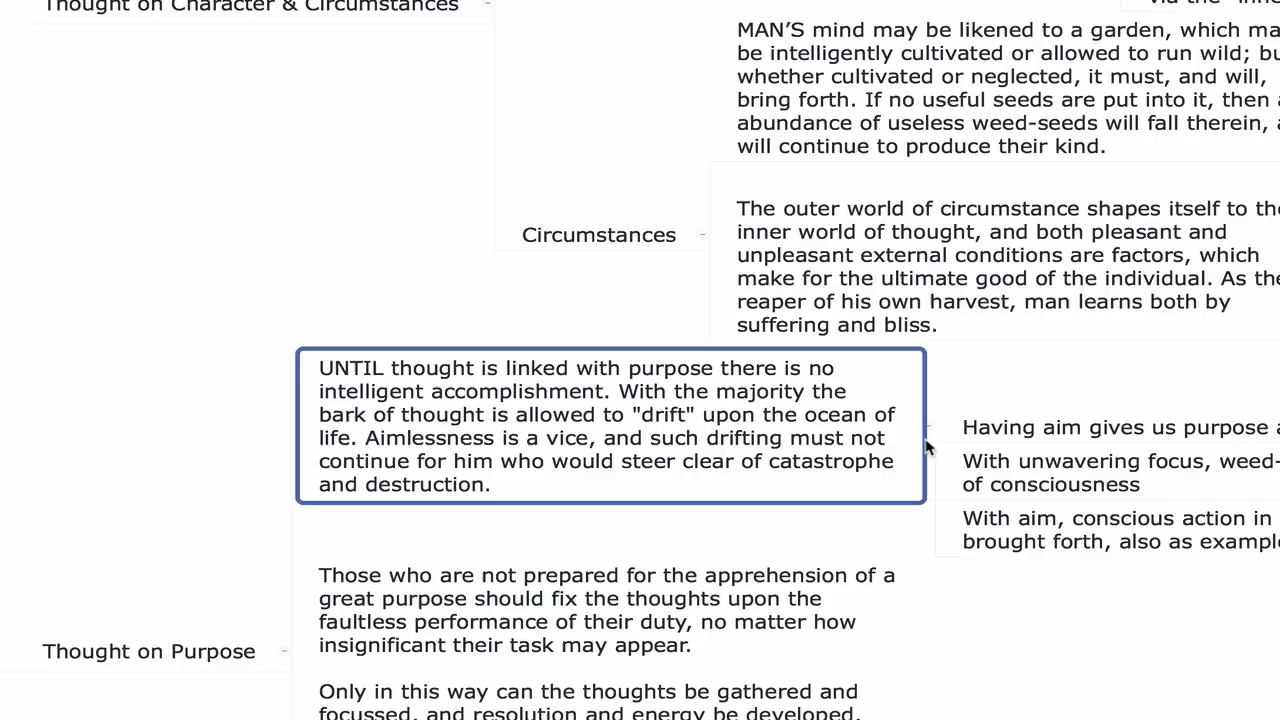 Thought on Character & Circumstances
via the
MAN’S mind may be likened to a garden, which
be intelligently cultivated or allowed to run wild;
whether cultivated or neglected, it must, and will,
bring forth. If no useful seeds are put into it, then
abundance of useless weed-seeds will fall therein,
will continue to produce their kind.
Circumstances
The outer world of circumstance shapes itself to
inner world of thought, and both pleasant and
unpleasant external conditions are factors, which
make for the ultimate good of the individual. As
reaper of his own harvest, man learns both by
suffering and bliss.
UNTIL thought is linked with purpose there is no
intelligent accomplishment. With the majority the
bark of thought is allowed to "drift" upon the ocean of
life. Aimlessness is a vice, and such drifting must not
continue for him who would steer clear of catastrophe
and destruction.
Having aim gives us purpose
With unwavering focus, weed-
of consciousness
With aim, conscious action in
brought forth, also as
Thought on Purpose
Those who are not prepared for the apprehension of a
great purpose should fix the thoughts upon the
faultless performance of their duty, no matter how
insignificant their task may appear.
Only in this way can the thoughts be gathered and
focussed, and resolution and energy be developed,